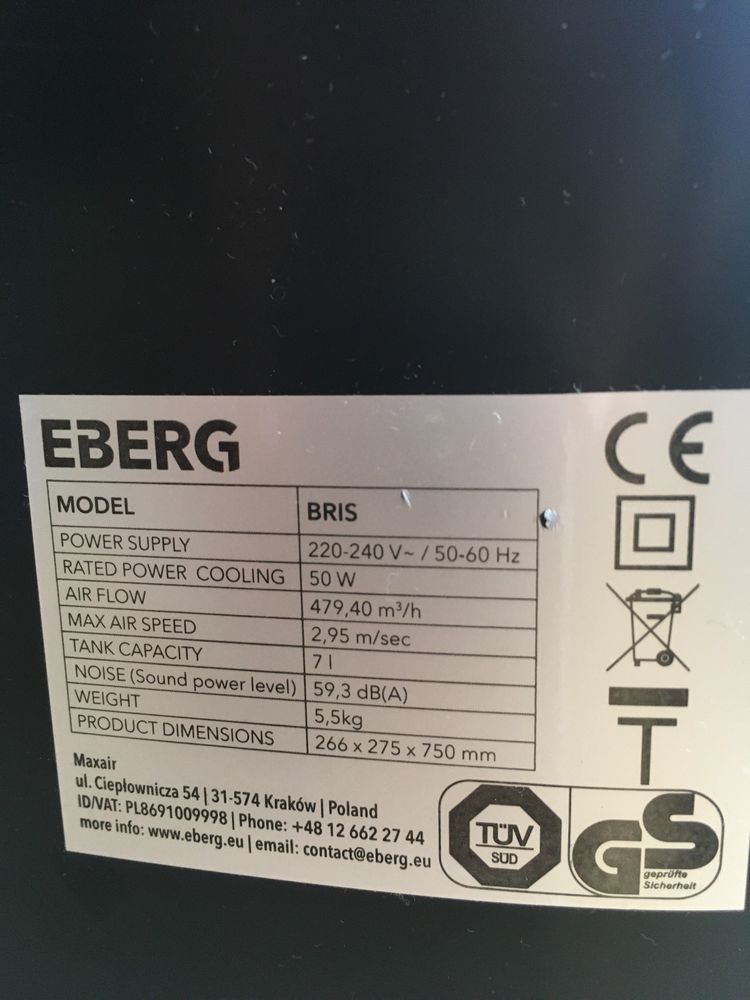 EBERG
MODEL BRIS
POWER SUPPLY 220-240 V~ / 50-60 Hz
RATED POWER COOLING 50 W
AIR FLOW 479,40 m³/h
MAX AIR SPEED 2,95 m/sec
TANK CAPACITY 7 l
NOISE (Sound power level) 59,3 dB(A)
WEIGHT 5,5kg
PRODUCT DIMENSIONS 266 x 275 x 750 mm
Maxair
ul. Ciepłownicza 54 | 31-574 Kraków | Poland
ID/VAT: PL8691009998 | Phone: +48 12 662 27 44
more info: www.eberg.eu | email: contact@eberg.eu
CE
T
TÜV
SÜD
GS
geprüfte
Sicherheit